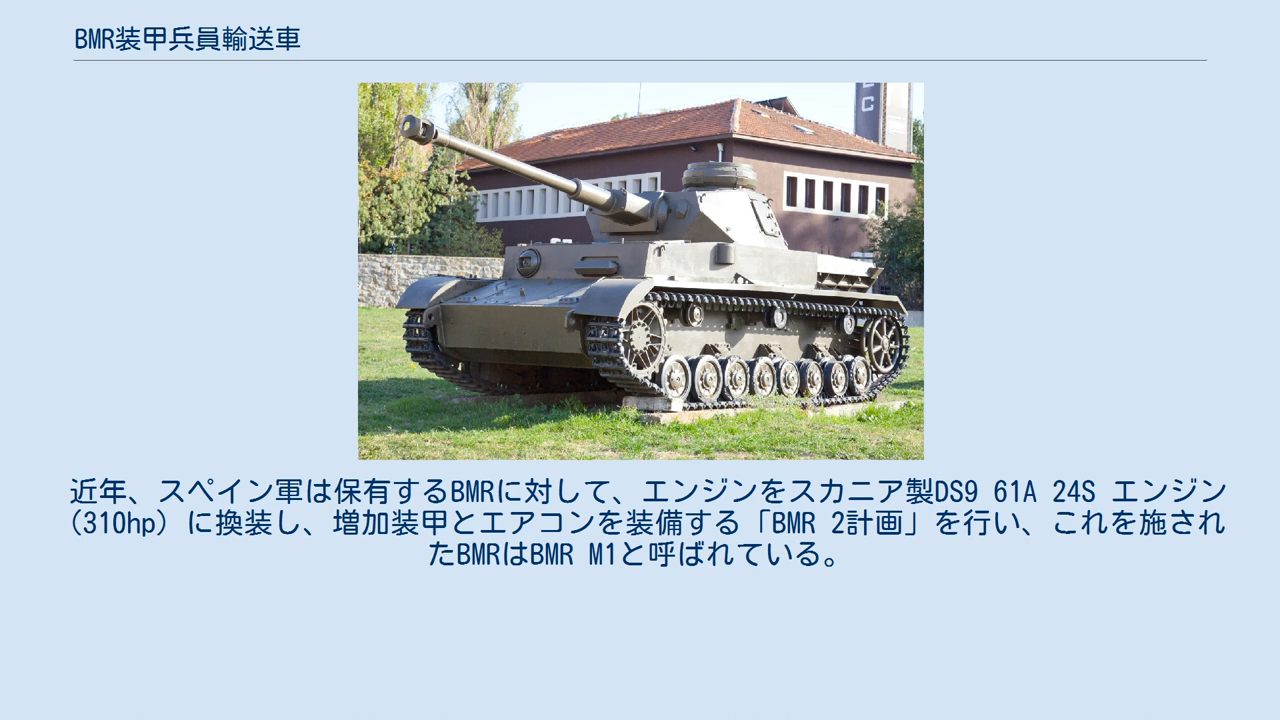 BMR装甲兵員輸送車
C
近年、スペイン軍は保有するBMRに対して、エンジンをスカニア製DS9 61A 24S エンジン
(310hp) に換装し、増加装甲とエアコンを装備する「BMR 2計画」を行い、これを施され
たBMRはBMR M1と呼ばれている。